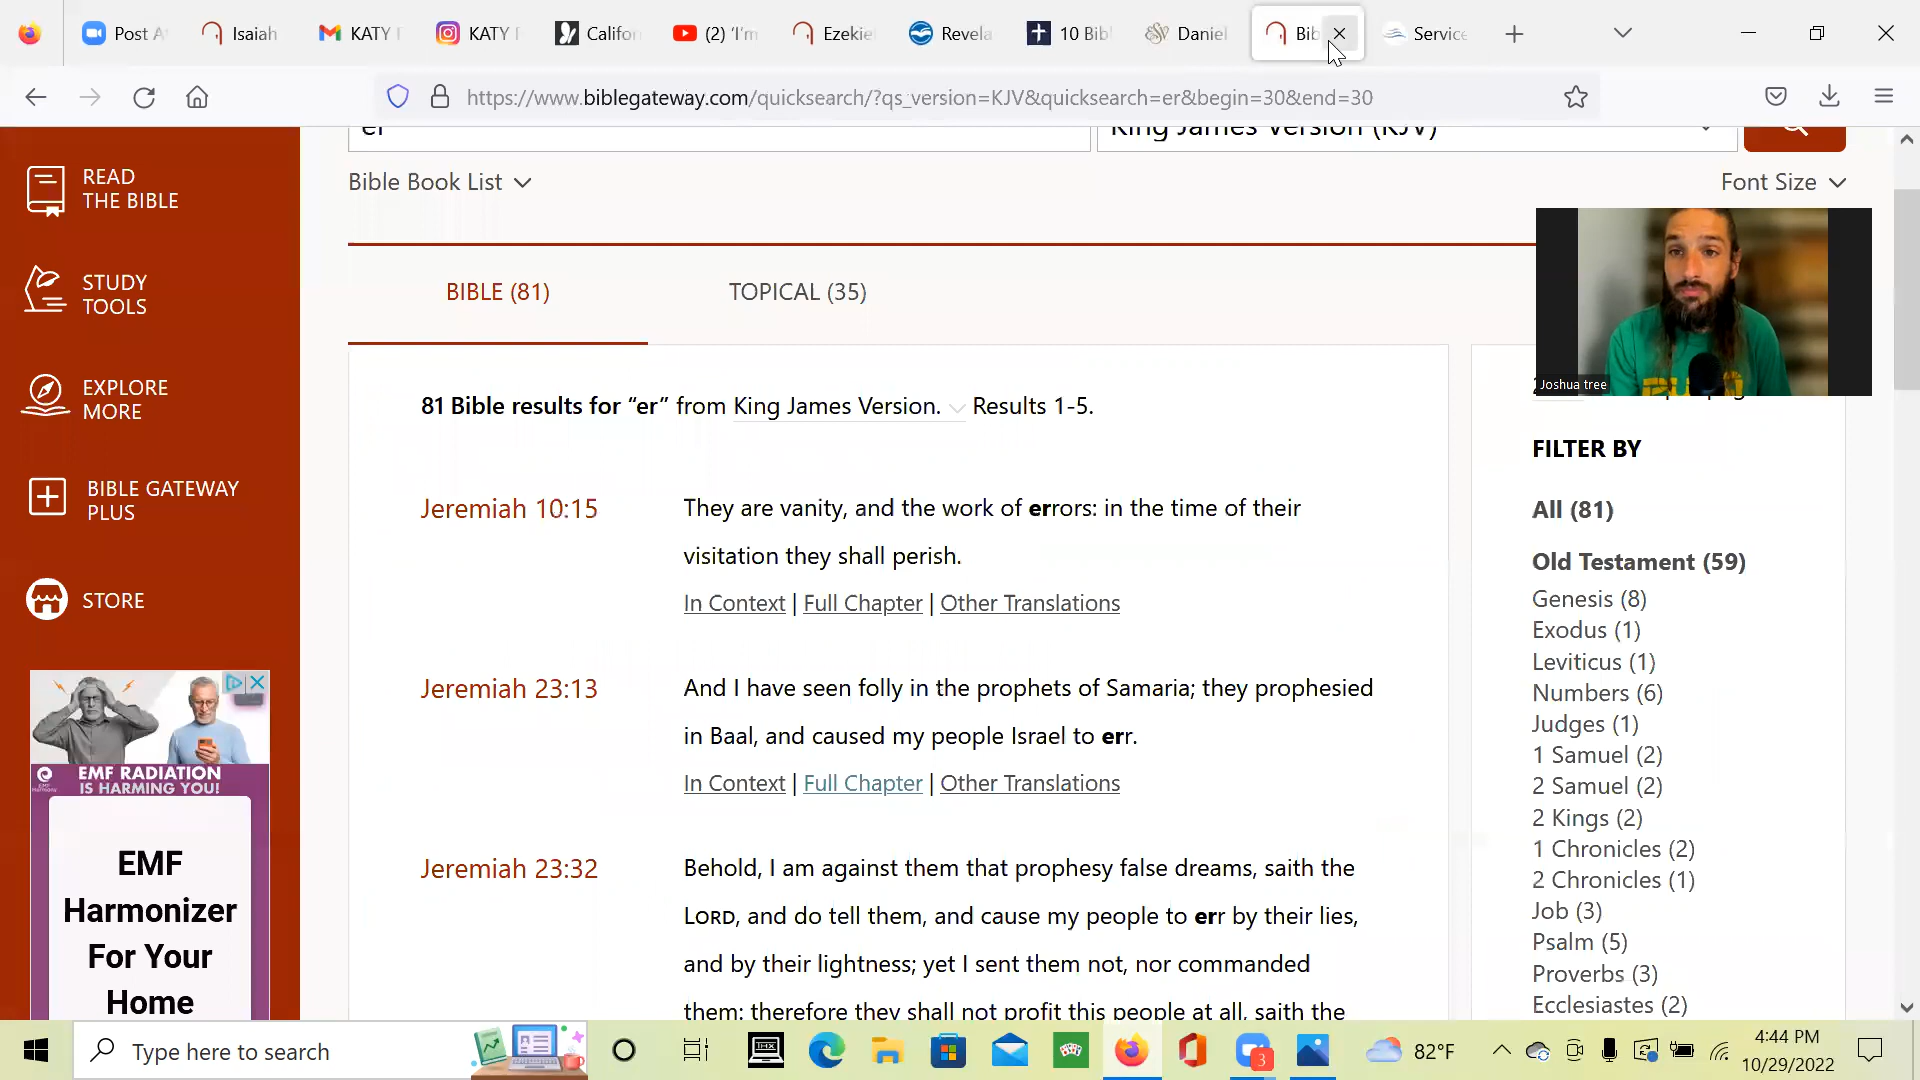 Post A
Isaiah
KATY
KATY
Califor
(2) 'I'm
Ezekie
Revela
10 Bib
Daniel
Bib
Service
https://www.biblegateway.com/quicksearch/?qs_version=KJV&quicksearch=er&begin=30&end=30
er
King James Version (KJV)
Bible Book List
Font Size
READ
THE BIBLE
STUDY
TOOLS
EXPLORE
MORE
BIBLE GATEWAY
PLUS
STORE
BIBLE (81)
TOPICAL (35)
Joshua tree
81 Bible results for “er” from King James Version. Results 1-5.
Jeremiah 10:15
They are vanity, and the work of errors: in the time of their
visitation they shall perish.
In Context | Full Chapter | Other Translations
Jeremiah 23:13
And I have seen folly in the prophets of Samaria; they prophesied
in Baal, and caused my people Israel to err.
In Context | Full Chapter | Other Translations
Jeremiah 23:32
Behold, I am against them that prophesy false dreams, saith the
LORD, and do tell them, and cause my people to err by their lies,
and by their lightness; yet I sent them not, nor commanded
them: therefore they shall not profit this people at all, saith the
FILTER BY
All (81)
Old Testament (59)
Genesis (8)
Exodus (1)
Leviticus (1)
Numbers (6)
Judges (1)
1 Samuel (2)
2 Samuel (2)
2 Kings (2)
1 Chronicles (2)
2 Chronicles (1)
Job (3)
Psalm (5)
Proverbs (3)
Ecclesiastes (2)
EMF RADIATION
IS HARMING YOU!
EMF
Harmonizer
For Your
Home
Type here to search
THX
3
82°F
4:44 PM
10/29/2022